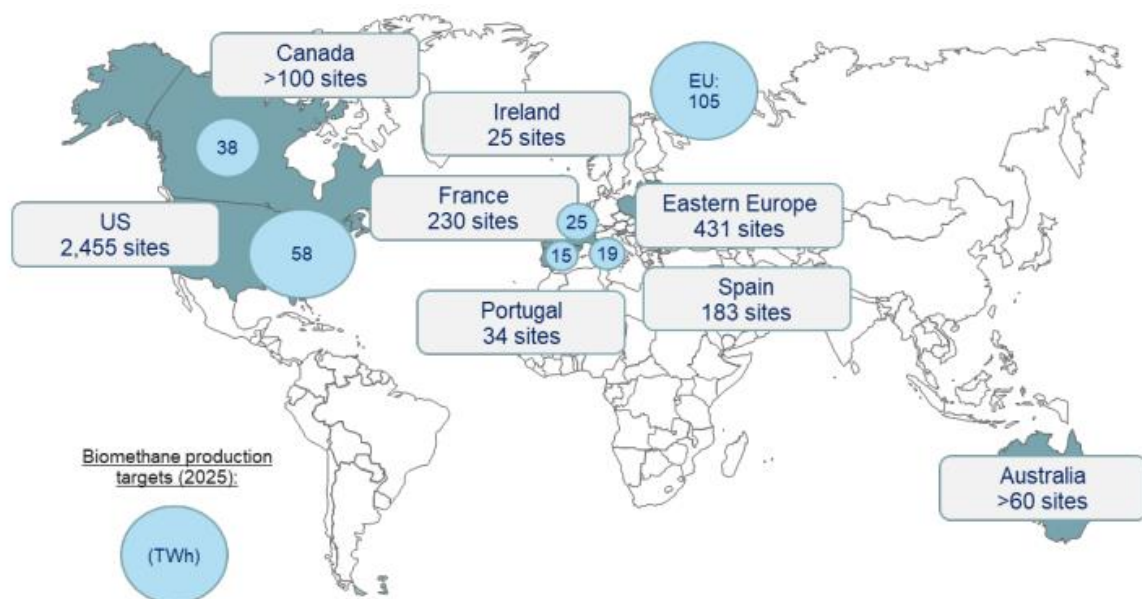 Canada
>100 sites
EU:
105
Ireland
25 sites
38
France
230 sites
25
Eastern Europe
431 sites
US
2,455 sites
58
15
19
Spain
183 sites
Portugal
34 sites
Biomethane production
targets (2025):
Australia
>60 sites
(TWh)